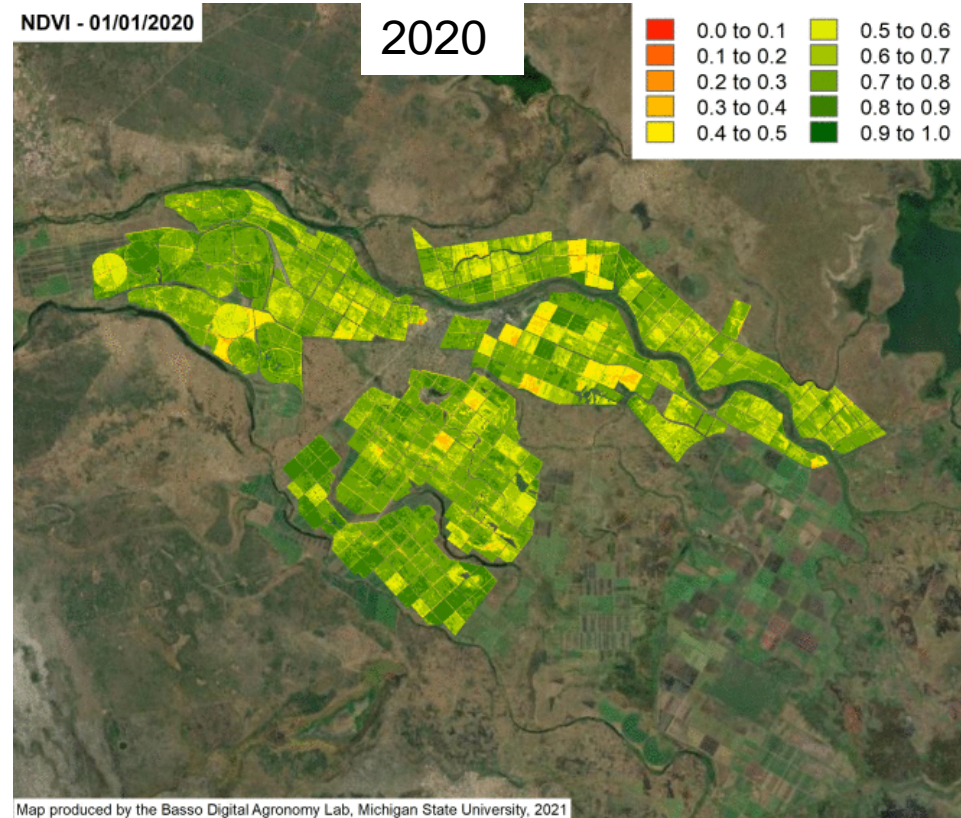 NDVI - 01/01/2020
2020
0.0 to 0.1
0.1 to 0.2
0.2 to 0.3
0.3 to 0.4
0.4 to 0.5
0.5 to 0.6
0.6 to 0.7
0.7 to 0.8
0.8 to 0.9
0.9 to 1.0
Map produced by the Basso Digital Agronomy Lab, Michigan State University, 2021